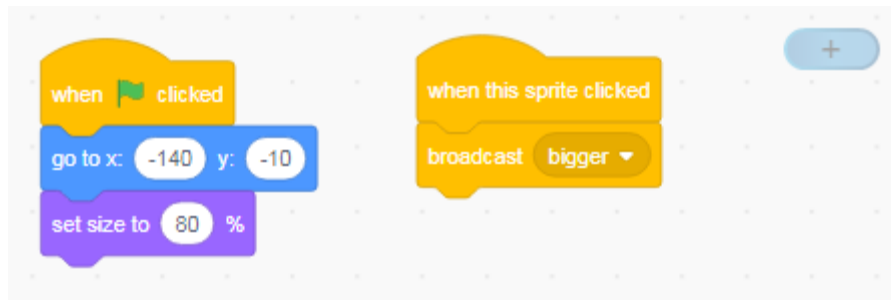 when clicked
go to x: -140 y: -10
set size to 80 %
when this sprite clicked
broadcast bigger
+